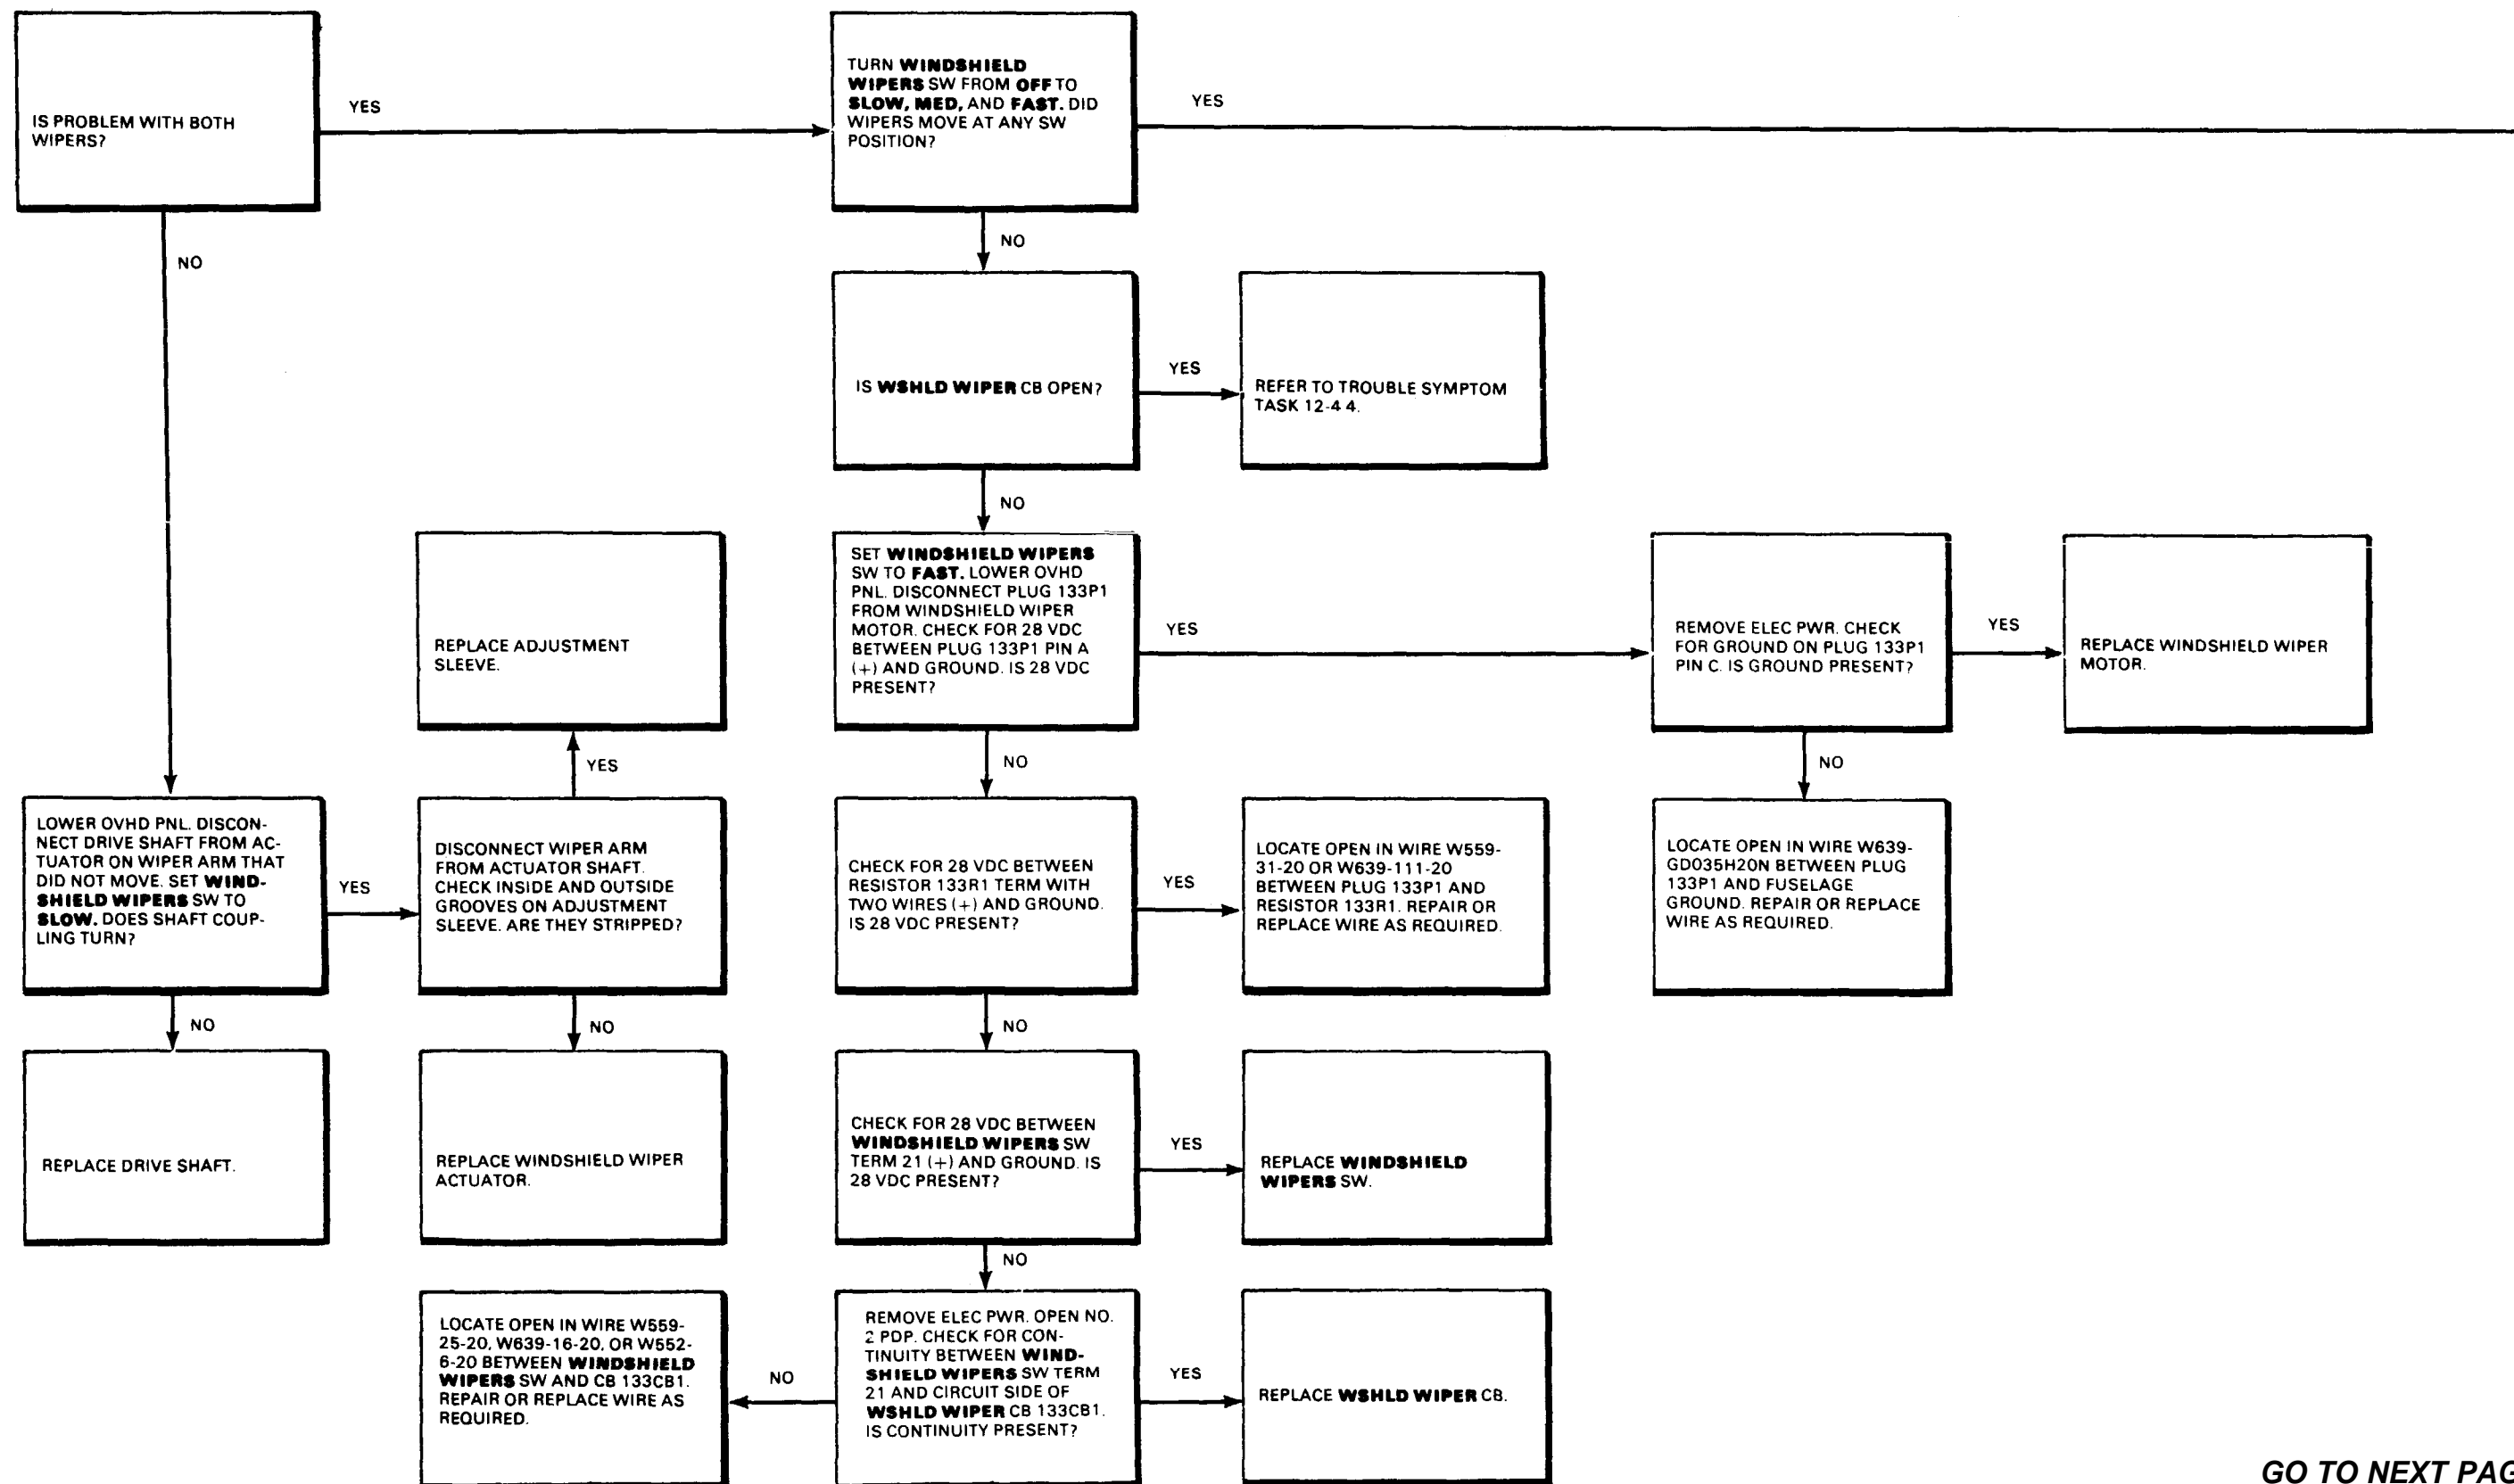 IS PROBLEM WITH BOTH
WIPERS?
YES
NO
TURN WINDSHIELD
WIPERS SW FROM OFF TO
SLOW, MED, AND FAST. DID
WIPERS MOVE AT ANY SW
POSITION?
YES
NO
IS WSHLD WIPER CB OPEN?
YES
REFER TO TROUBLE SYMPTOM
TASK 12-4 4.
NO
SET WINDSHIELD WIPERS
SW TO FAST. LOWER OVHD
PNL. DISCONNECT PLUG 133P1
FROM WINDSHIELD WIPER
MOTOR. CHECK FOR 28 VDC
BETWEEN PLUG 133P1 PIN A
(+) AND GROUND. IS 28 VDC
PRESENT?
YES
REMOVE ELEC PWR. CHECK
FOR GROUND ON PLUG 133P1
PIN C. IS GROUND PRESENT?
YES
REPLACE WINDSHIELD WIPER
MOTOR.
NO
LOCATE OPEN IN WIRE W639-
GD035H20N BETWEEN PLUG
133P1 AND FUSELAGE
GROUND. REPAIR OR REPLACE
WIRE AS REQUIRED.
NO
REPLACE ADJUSTMENT
SLEEVE.
YES
LOWER OVHD PNL. DISCON-
NECT DRIVE SHAFT FROM AC-
TUATOR ON WIPER ARM THAT
DID NOT MOVE. SET WIND-
SHIELD WIPERS SW TO
SLOW. DOES SHAFT COUP-
LING TURN?
YES
DISCONNECT WIPER ARM
FROM ACTUATOR SHAFT.
CHECK INSIDE AND OUTSIDE
GROOVES ON ADJUSTMENT
SLEEVE. ARE THEY STRIPPED?
NO
REPLACE DRIVE SHAFT.
NO
REPLACE WINDSHIELD WIPER
ACTUATOR.
CHECK FOR 28 VDC BETWEEN
RESISTOR 133R1 TERM WITH
TWO WIRES (+) AND GROUND.
IS 28 VDC PRESENT?
YES
LOCATE OPEN IN WIRE W559-
31-20 OR W639-111-20
BETWEEN PLUG 133P1 AND
RESISTOR 133R1. REPAIR OR
REPLACE WIRE AS REQUIRED.
NO
CHECK FOR 28 VDC BETWEEN
WINDSHIELD WIPERS SW
TERM 21 (+) AND GROUND. IS
28 VDC PRESENT?
YES
REPLACE WINDSHIELD
WIPERS SW.
NO
REMOVE ELEC PWR. OPEN NO.
2 PDP. CHECK FOR CON-
TINUITY BETWEEN WIND-
SHIELD WIPERS SW TERM
21 AND CIRCUIT SIDE OF
WSHLD WIPER CB 133CB1.
IS CONTINUITY PRESENT?
YES
REPLACE WSHLD WIPER CB.
NO
LOCATE OPEN IN WIRE W559-
25-20, W639-16-20, OR W552-
6-20 BETWEEN WINDSHIELD
WIPERS SW AND CB 133CB1.
REPAIR OR REPLACE WIRE AS
REQUIRED.
GO TO NEXT PAG